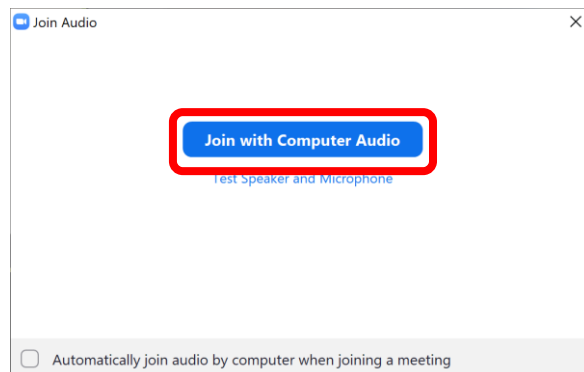 Join Audio
Join with Computer Audio
Test Speaker and Microphone
Automatically join audio by computer when joining a meeting